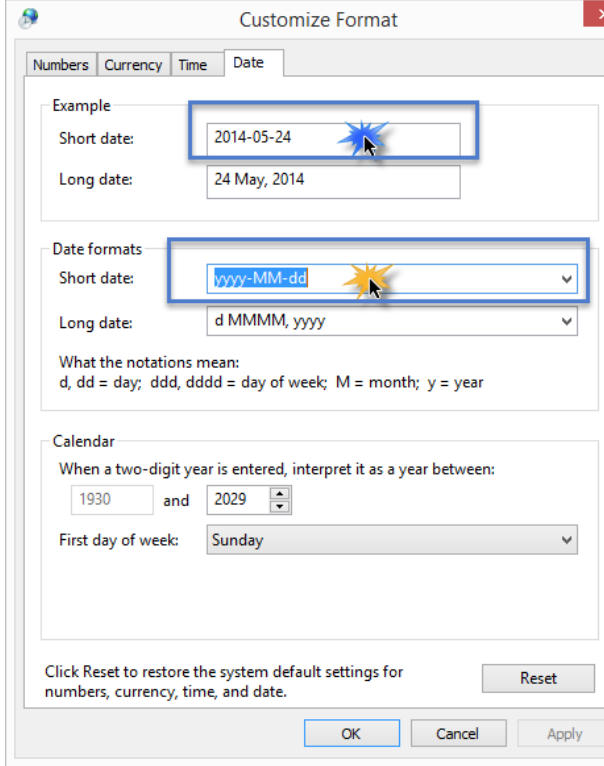 Customize Format
Numbers Currency Time Date
Example
Short date: 2014-05-24
Long date: 24 May, 2014
Date formats
Short date: yyyy-MM-dd
Long date: d MMMM, yyyy
What the notations mean:
d, dd = day; ddd, dddd = day of week; M = month; y = year
Calendar
When a two-digit year is entered, interpret it as a year between:
1930 and 2029
First day of week: Sunday
Click Reset to restore the system default settings for
numbers, currency, time, and date.
Reset
OK Cancel Apply